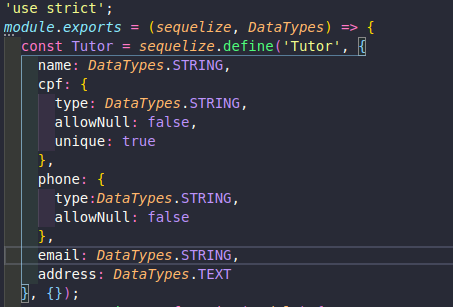 'use strict';
module.exports = (sequelize, DataTypes) => {
  const Tutor = sequelize.define('Tutor', {
    name: DataTypes.STRING,
    cpf: {
      type: DataTypes.STRING,
      allowNull: false,
      unique: true
    },
    phone: {
      type:DataTypes.STRING,
      allowNull: false
    },
    email: DataTypes.STRING,
    address: DataTypes.TEXT
  }, {});